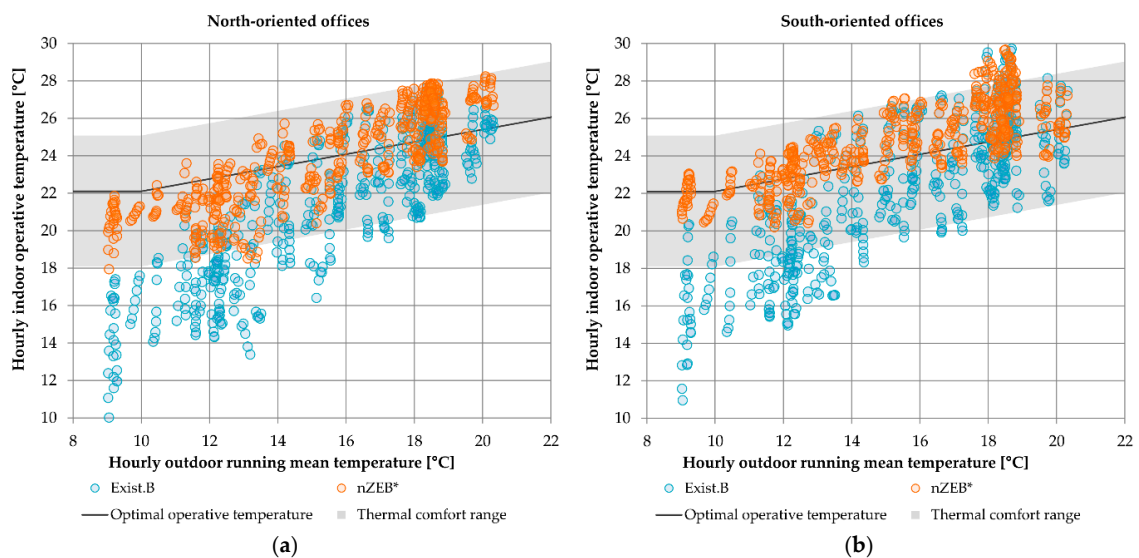 North-oriented offices
Hourly indoor operative temperature [°C]
30
28
26
24
22
20
18
16
14
12
10
8 10 12 14 16 18 20 22
Hourly outdoor running mean temperature [°C]
Exist.B nZEB*
Optimal operative temperature Thermal comfort range
(a)
South-oriented offices
Hourly indoor operative temperature [°C]
30
28
26
24
22
20
18
16
14
12
10
8 10 12 14 16 18 20 22
Hourly outdoor running mean temperature [°C]
Exist.B nZEB*
Optimal operative temperature Thermal comfort range
(b)